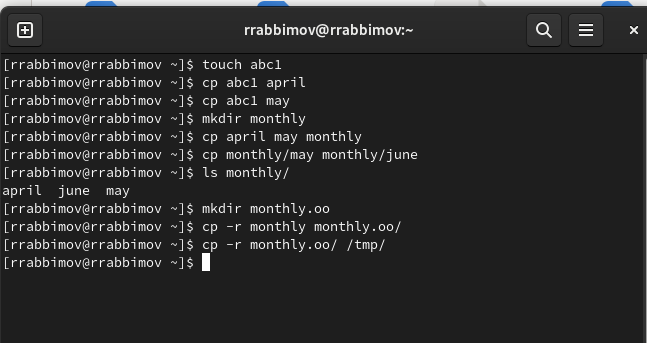 rrabbimov@rrabbimov:~
[rrabbimov@rrabbimov ~]$ touch abc1
[rrabbimov@rrabbimov ~]$ cp abc1 april
[rrabbimov@rrabbimov ~]$ cp abc1 may
[rrabbimov@rrabbimov ~]$ mkdir monthly
[rrabbimov@rrabbimov ~]$ cp april may monthly
[rrabbimov@rrabbimov ~]$ cp monthly/may monthly/june
[rrabbimov@rrabbimov ~]$ ls monthly/
april  june  may
[rrabbimov@rrabbimov ~]$ mkdir monthly.oo
[rrabbimov@rrabbimov ~]$ cp -r monthly monthly.oo/
[rrabbimov@rrabbimov ~]$ cp -r monthly.oo/ /tmp/
[rrabbimov@rrabbimov ~]$